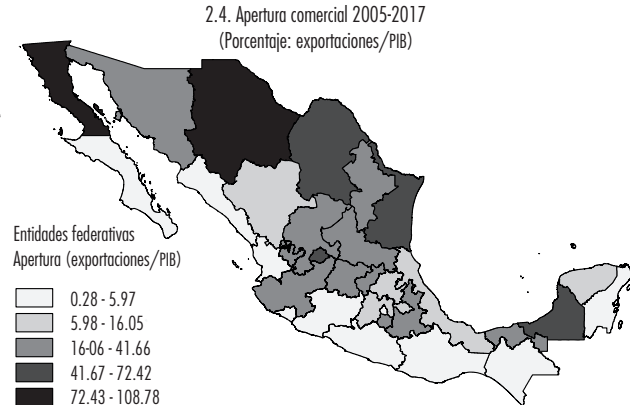 2.4. Apertura comercial 2005-2017
(Porcentaje: exportaciones/PIB)
Entidades federativas
Apertura (exportaciones/PIB)
0.28 - 5.97
5.98 - 16.05
16-06 - 41.66
41.67 - 72.42
72.43 - 108.78